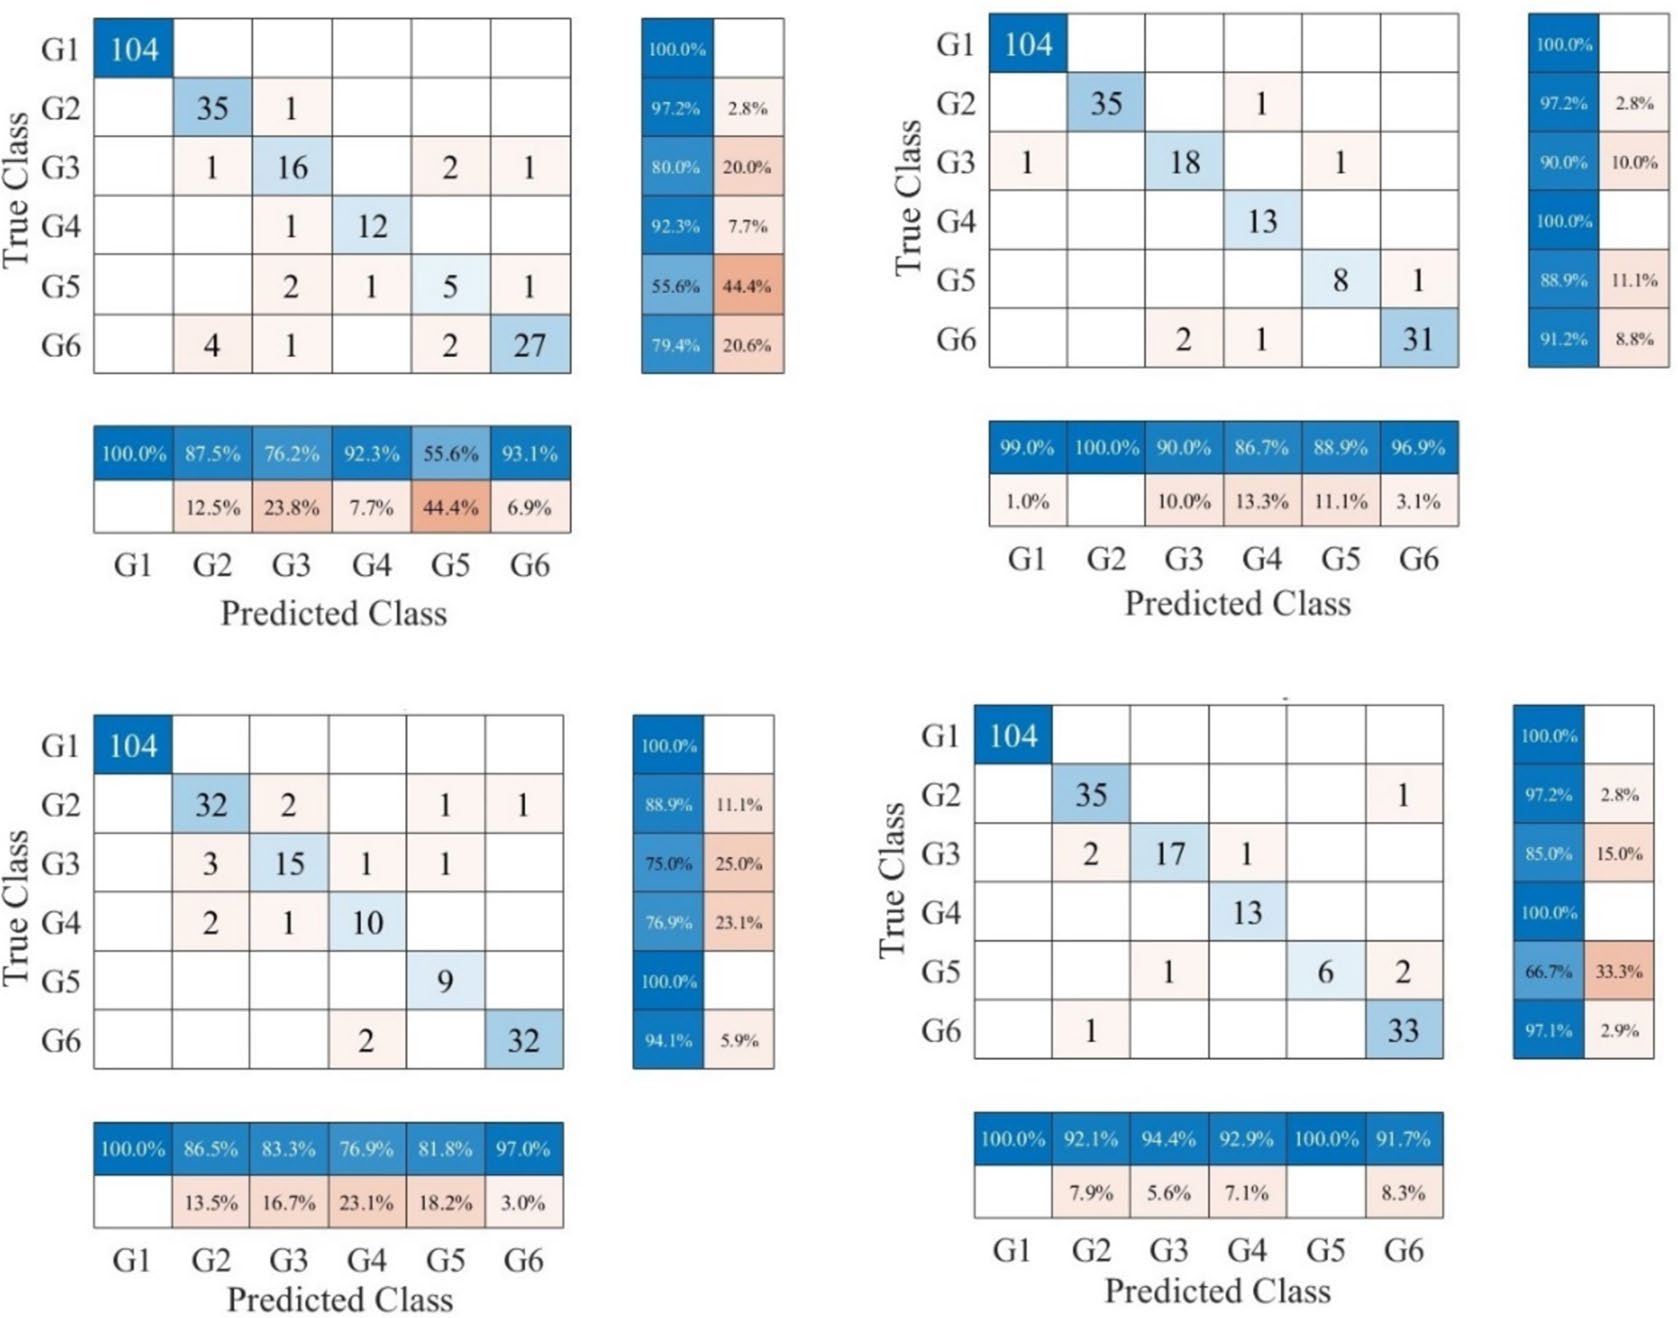 G1 104 100.0%
G2 35 1 97.2% 2.8%
G3 1 16 2 1 80.0% 20.0%
G4 1 12 92.3% 7.7%
G5 2 1 5 1 55.6% 44.4%
G6 4 1 2 27 79.4% 20.6%
True Class
100.0% 87.5% 76.2% 92.3% 55.6% 93.1%
12.5% 23.8% 7.7% 44.4% 6.9%
G1 G2 G3 G4 G5 G6
Predicted Class
G1 104 100.0%
G2 35 1 97.2% 2.8%
G3 1 18 1 90.0% 10.0%
G4 13 100.0%
G5 8 1 88.9% 11.1%
G6 2 1 31 91.2% 8.8%
True Class
99.0% 100.0% 90.0% 86.7% 88.9% 96.9%
1.0% 10.0% 13.3% 11.1% 3.1%
G1 G2 G3 G4 G5 G6
Predicted Class
G1 104 100.0%
G2 32 2 1 1 88.9% 11.1%
G3 3 15 1 1 75.0% 25.0%
G4 2 1 10 76.9% 23.1%
G5 9 100.0%
G6 2 32 94.1% 5.9%
True Class
100.0% 86.5% 83.3% 76.9% 81.8% 97.0%
13.5% 16.7% 23.1% 18.2% 3.0%
G1 G2 G3 G4 G5 G6
Predicted Class
G1 104 100.0%
G2 35 1 97.2% 2.8%
G3 2 17 1 85.0% 15.0%
G4 13 100.0%
G5 1 6 2 66.7% 33.3%
G6 1 33 97.1% 2.9%
True Class
100.0% 92.1% 94.4% 92.9% 100.0% 91.7%
7.9% 5.6% 7.1% 8.3%
G1 G2 G3 G4 G5 G6
Predicted Class